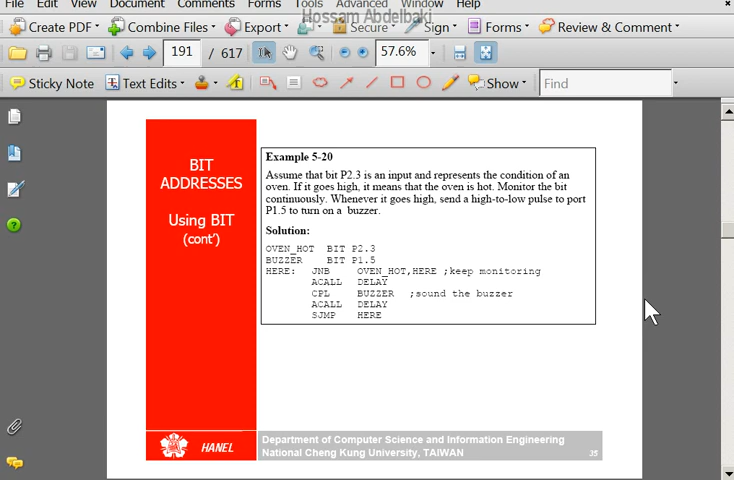 File Edit View Document Comments Forms Tools Advanced Window Help
Hossam Abdelbaki
Create PDF Combine Files Export Secure Sign Forms Review & Comment
191 / 617 57.6%
Sticky Note Text Edits Show Find
BIT
ADDRESSES
Using BIT
(cont’)
Example 5-20
Assume that bit P2.3 is an input and represents the condition of an
oven. If it goes high, it means that the oven is hot. Monitor the bit
continuously. Whenever it goes high, send a high-to-low pulse to port
P1.5 to turn on a buzzer.
Solution:
OVEN_HOT BIT P2.3
BUZZER BIT P1.5
HERE: JNB OVEN_HOT,HERE ;keep monitoring
ACALL DELAY
CPL BUZZER ;sound the buzzer
ACALL DELAY
SJMP HERE
HANEL
Department of Computer Science and Information Engineering
National Cheng Kung University, TAIWAN
35